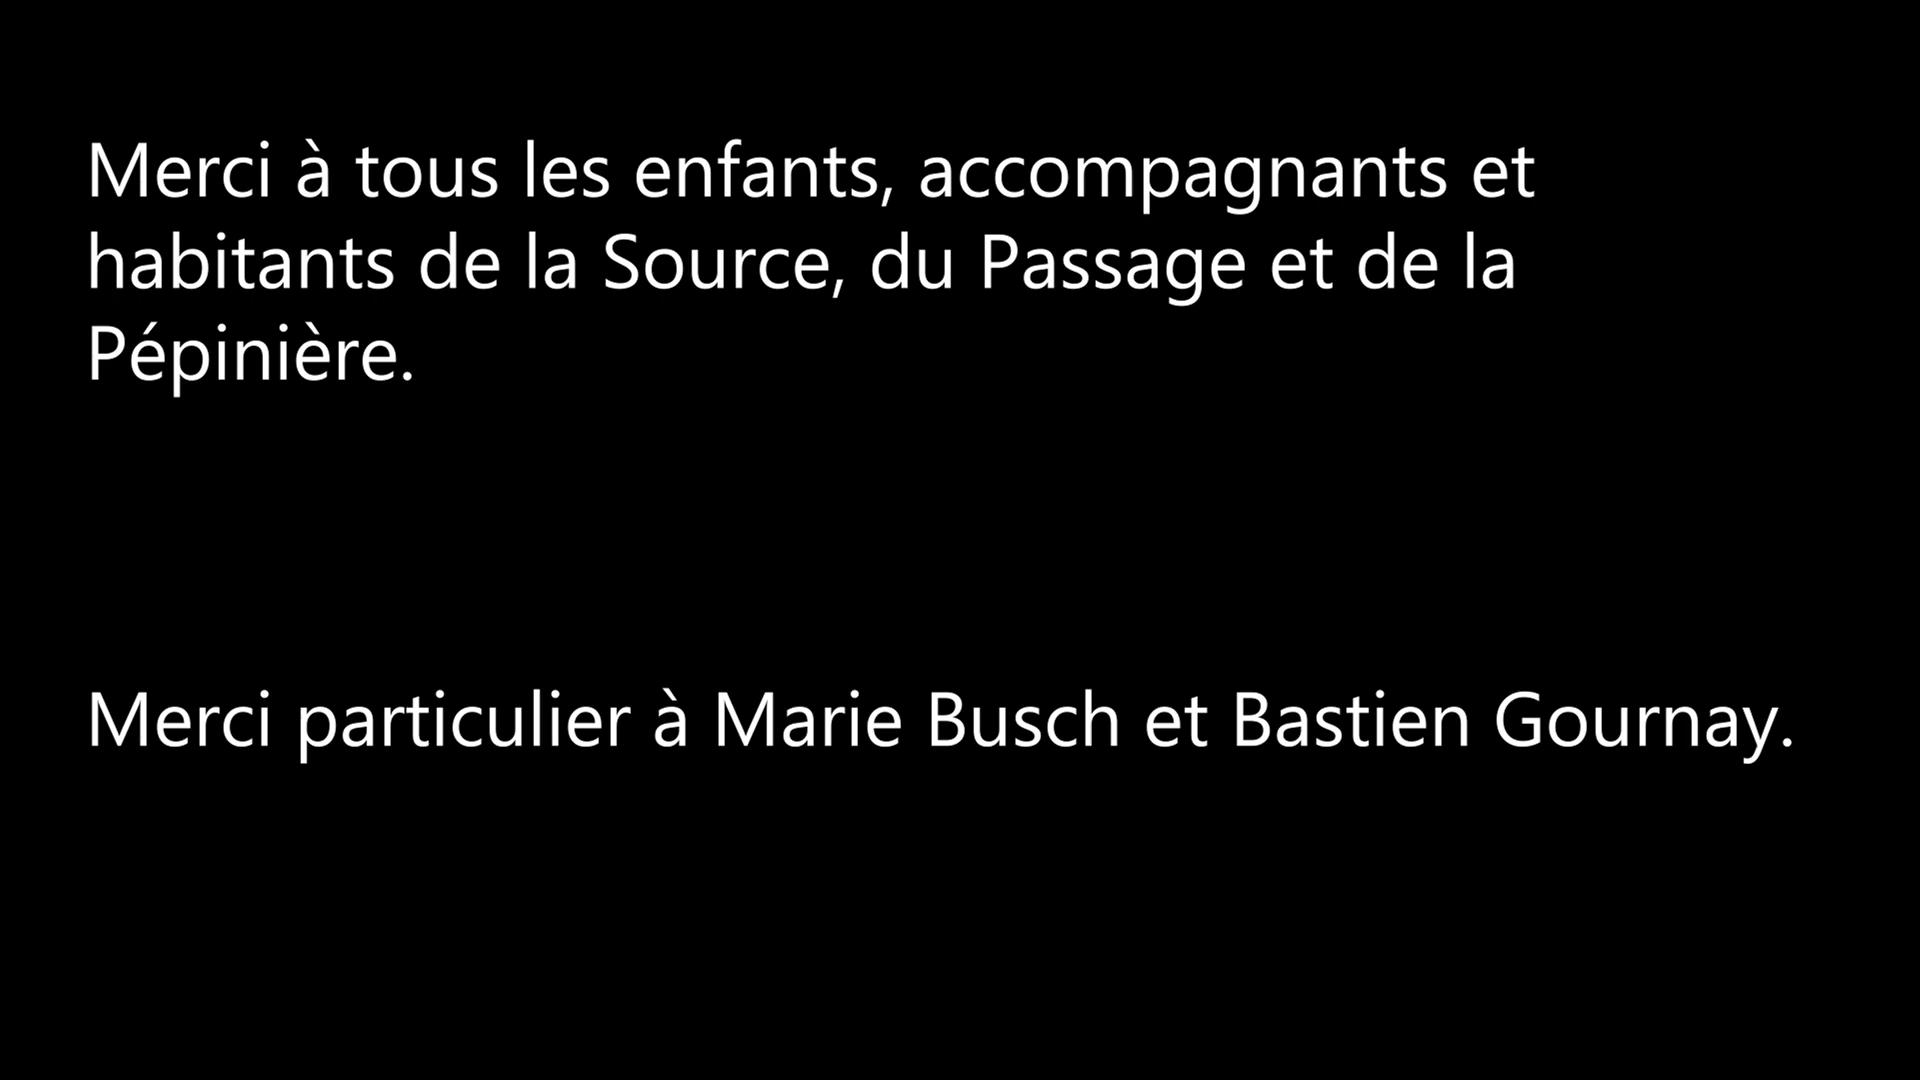 Merci à tous les enfants, accompagnants et
habitants de la Source, du Passage et de la
Pépinière.
Merci particulier à Marie Busch et Bastien Gournay.